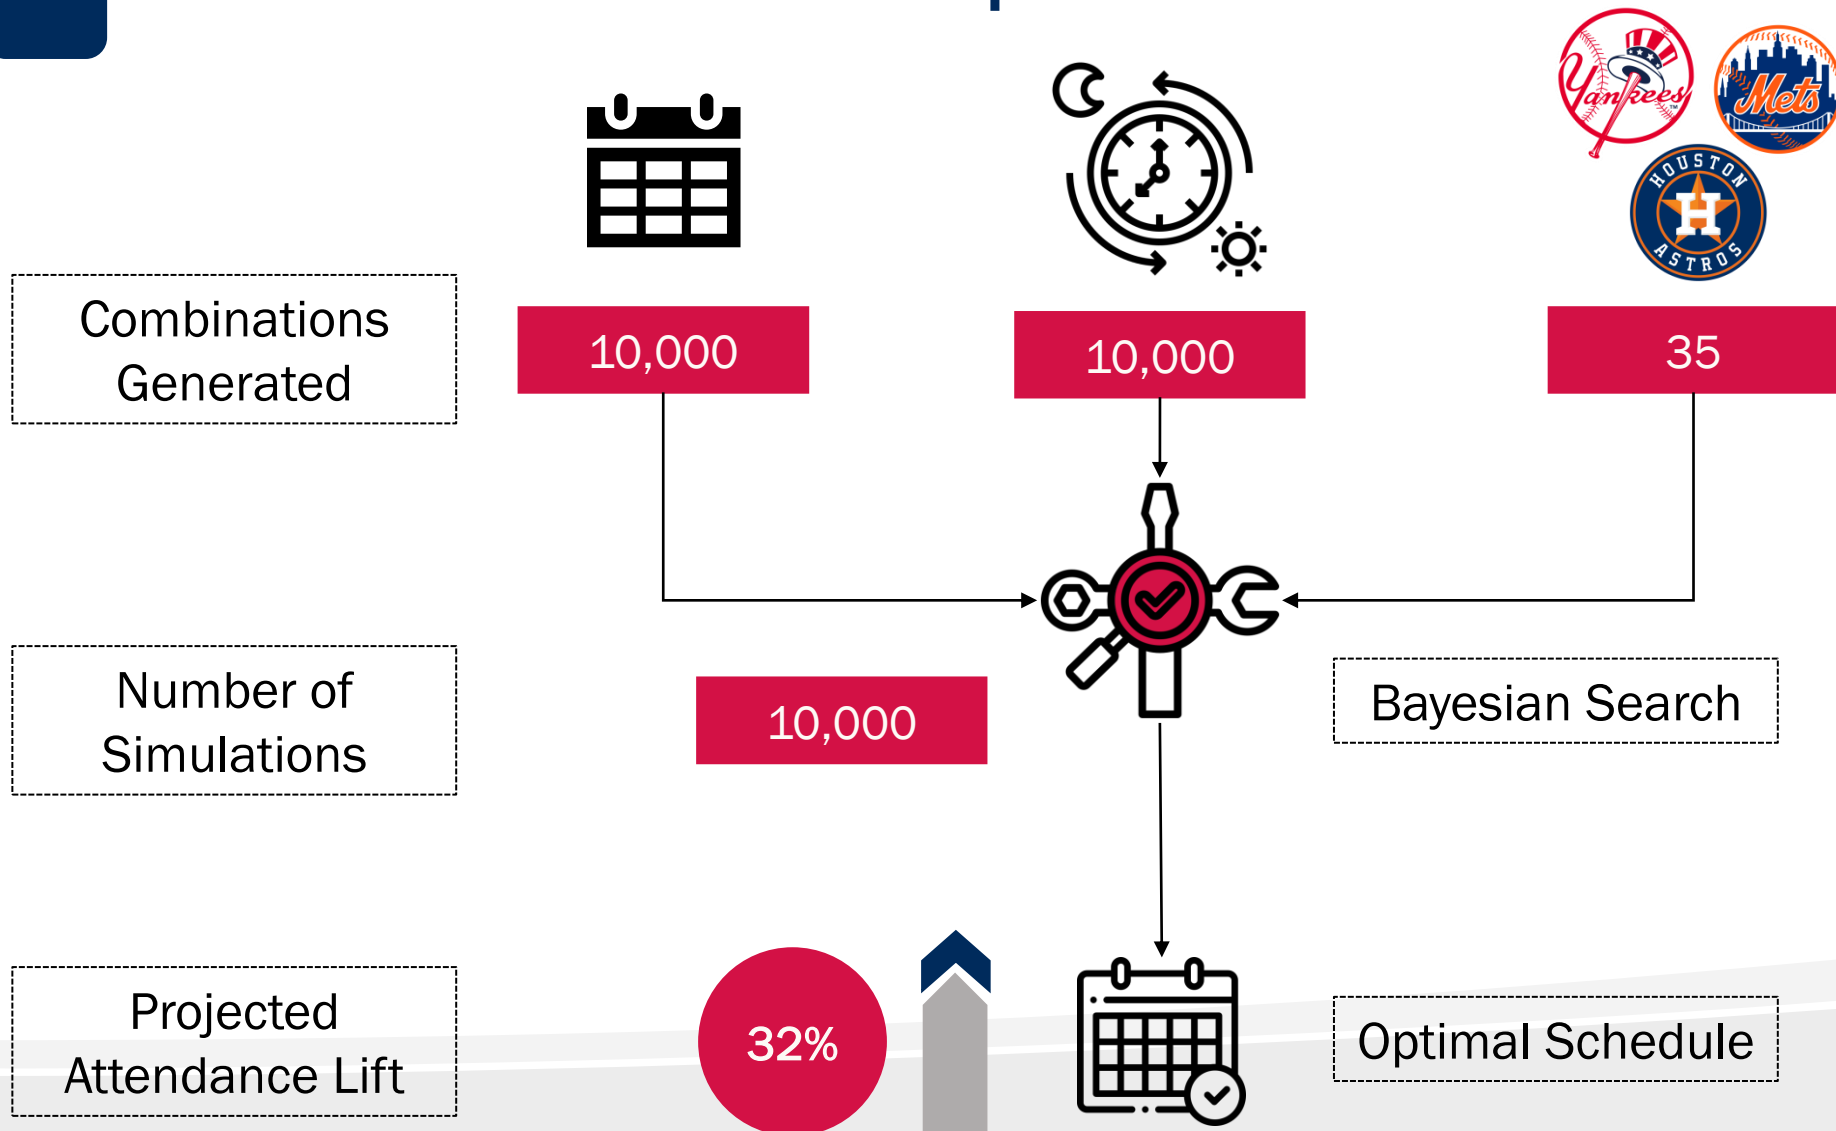 Yankees
TM
Mets
HOUSTON
H
ASTROS
Combinations
Generated
10,000
10,000
35
Number of
Simulations
10,000
Bayesian Search
Projected
Attendance Lift
32%
Optimal Schedule